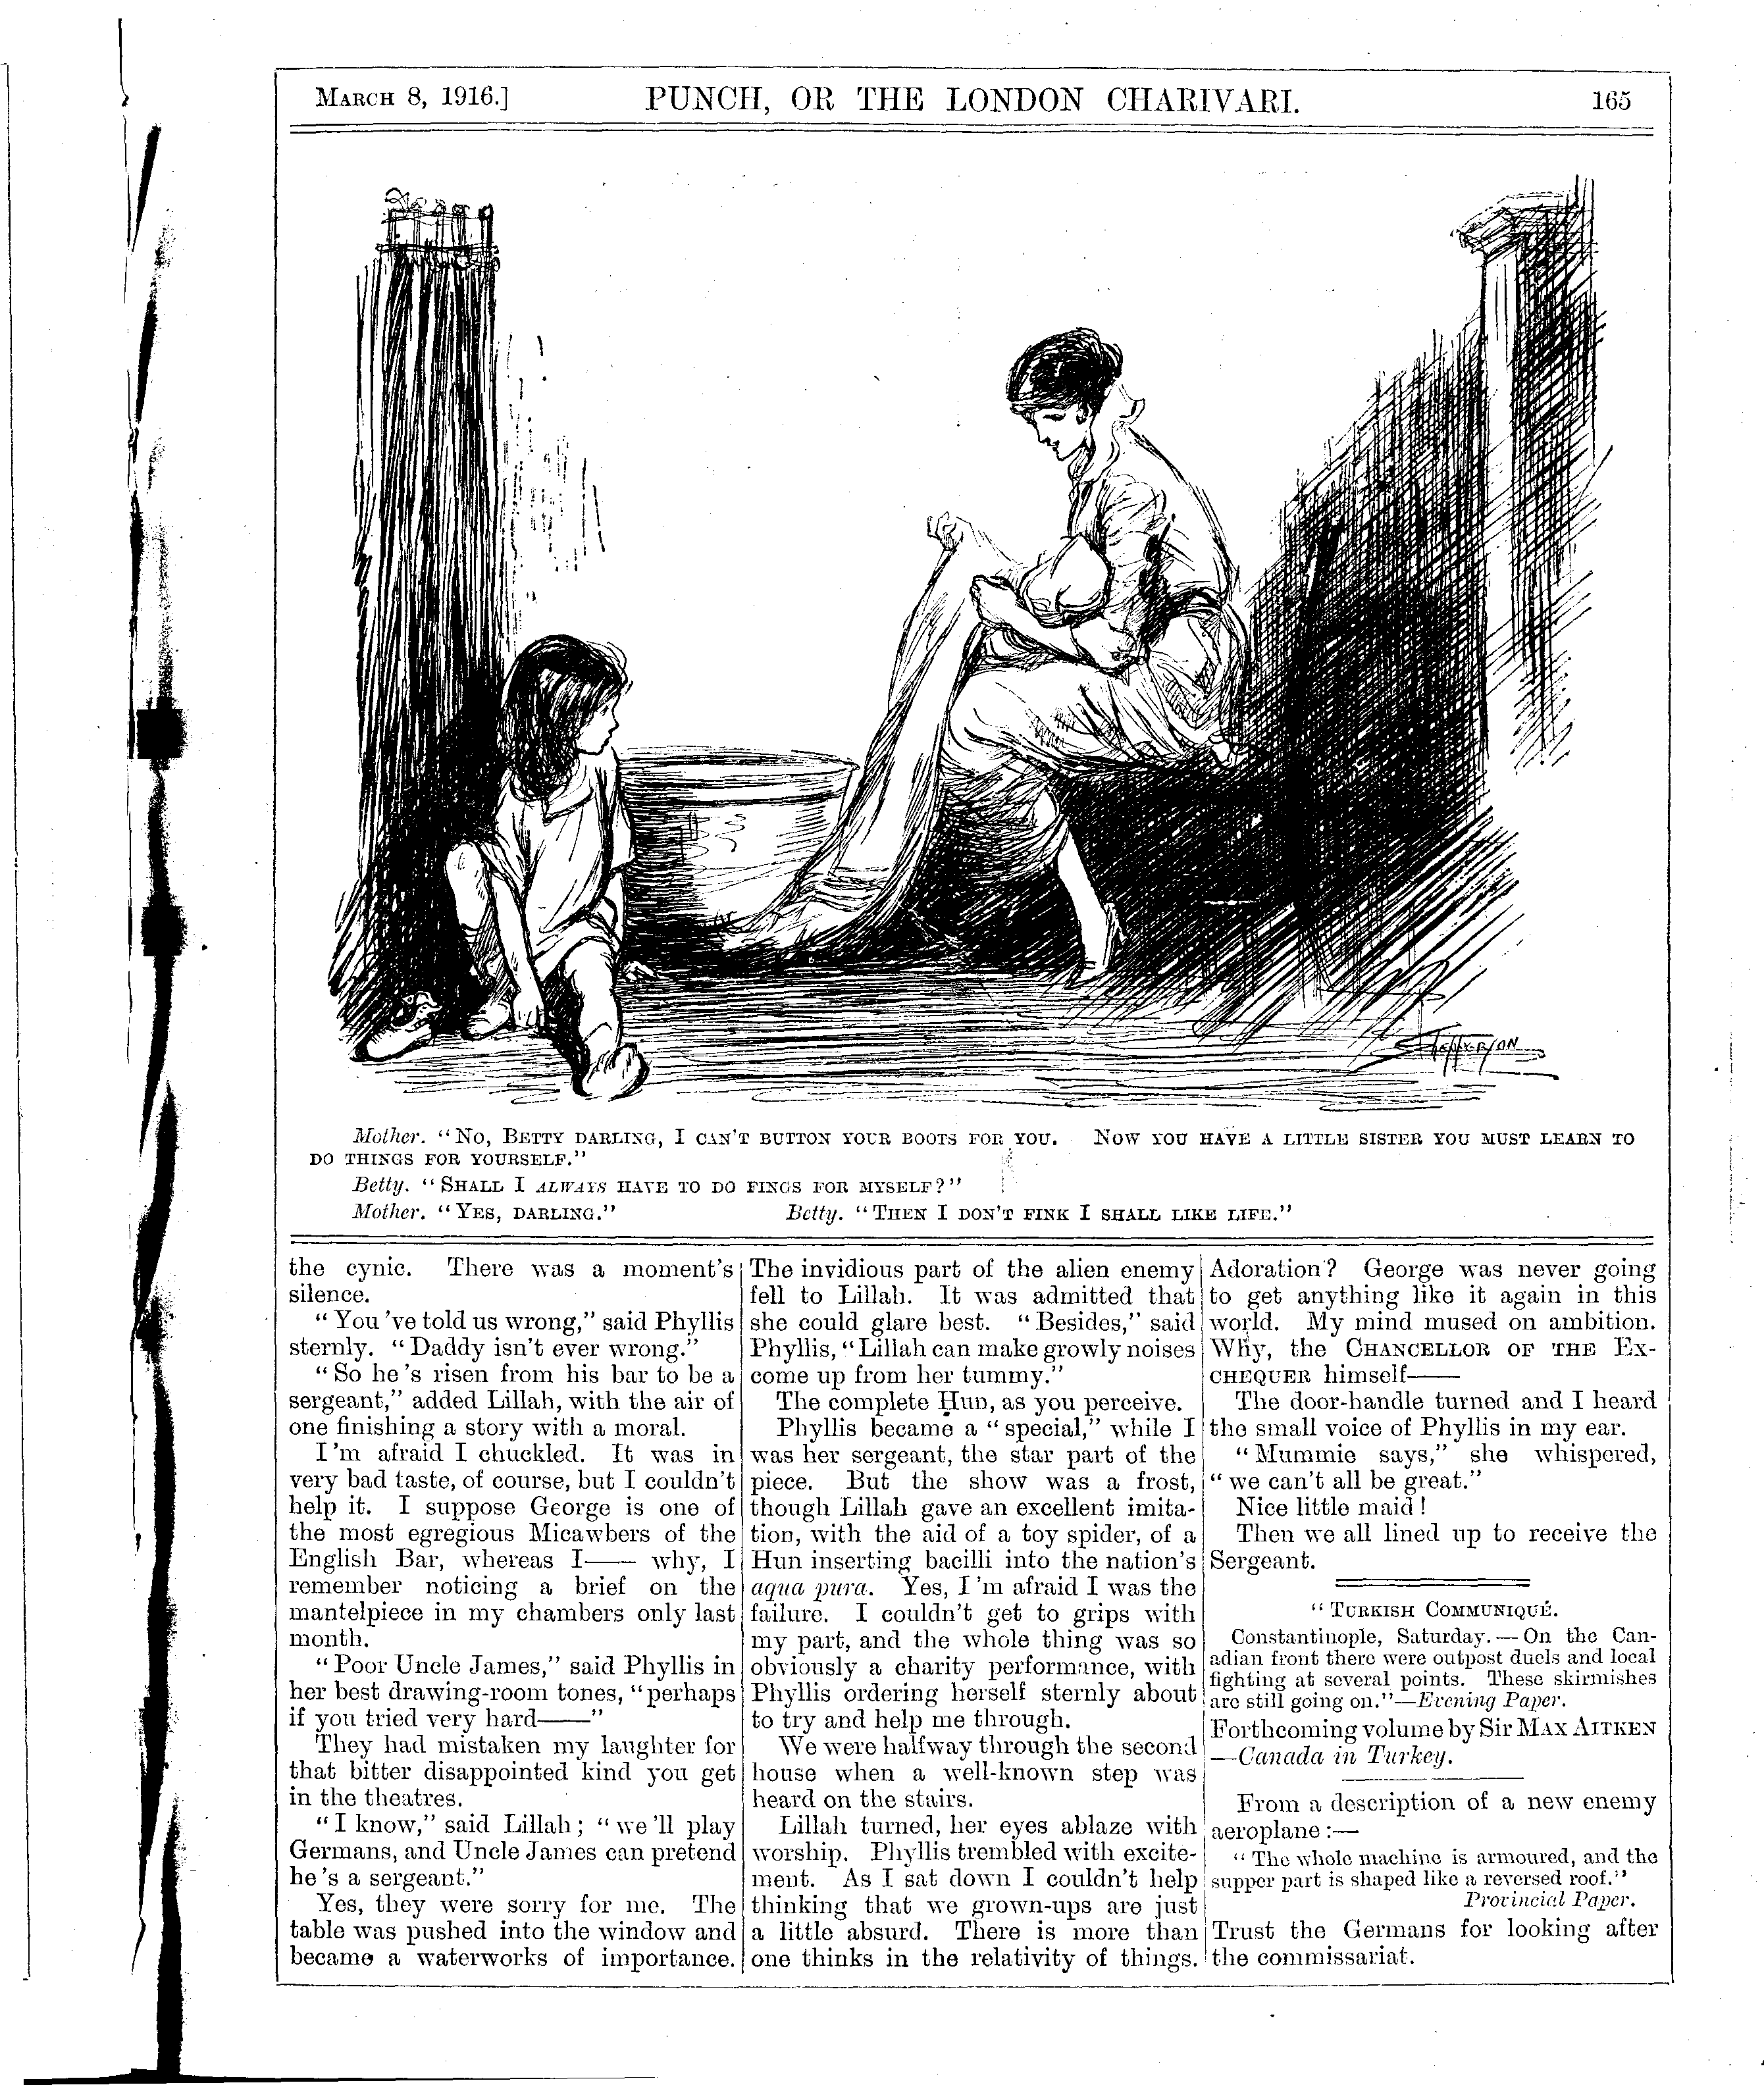 MARCH 8, 1916.]
PUNCH, OR THE LONDON CHARIVARI.
165
Mother. "NO, BETTY DARLING, I CAN'T BUTTON YOUR BOOTS FOR YOU. NOW YOU HAVE A LITTLE SISTER YOU MUST LEARN TO
DO THINGS FOR YOURSELF."
Betty. "SHALL I ALWAYS HAVE TO DO FINGS FOR MYSELF?"
Mother. "YES, DARLING." Betty. "THEN I DON'T FINK I SHALL LIKE LIFE."
the cynic. There was a moment's
silence.
"You've told us wrong," said Phyllis
sternly. "Daddy isn't ever wrong."
"So he's risen from his bar to be a
sergeant," added Lillah, with the air of
one finishing a story with a moral.
I'm afraid I chuckled. It was in
very bad taste, of course, but I couldn't
help it. I suppose George is one of
the most egregious Micawbers of the
English Bar, whereas I—— why, I
remember noticing a brief on the
mantelpiece in my chambers only last
month.
"Poor Uncle James," said Phyllis in
her best drawing-room tones, "perhaps
if you tried very hard——"
They had mistaken my laughter for
that bitter disappointed kind you get
in the theatres.
"I know," said Lillah; "we'll play
Germans, and Uncle James can pretend
he's a sergeant."
Yes, they were sorry for me. The
table was pushed into the window and
became a waterworks of importance.
The invidious part of the alien enemy
fell to Lillah. It was admitted that
she could glare best. "Besides," said
Phyllis, "Lillah can make growly noises
come up from her tummy."
The complete Hun, as you perceive.
Phyllis became a "special," while I
was her sergeant, the star part of the
piece. But the show was a frost,
though Lillah gave an excellent imita-
tion, with the aid of a toy spider, of a
Hun inserting bacilli into the nation's
aqua pura. Yes, I'm afraid I was the
failure. I couldn't get to grips with
my part, and the whole thing was so
obviously a charity performance, with
Phyllis ordering herself sternly about
to try and help me through.
We were halfway through the second
house when a well-known step was
heard on the stairs.
Lillah turned, her eyes ablaze with
worship. Phyllis trembled with excite-
ment. As I sat down I couldn't help
thinking that we grown-ups are just
a little absurd. There is more than
one thinks in the relativity of things.
Adoration? George was never going
to get anything like it again in this
world. My mind mused on ambition.
Why, the CHANCELLOR OF THE EX-
CHEQUER himself——
The door-handle turned and I heard
the small voice of Phyllis in my ear.
"Mummie says," she whispered,
"we can't all be great."
Nice little maid!
Then we all lined up to receive the
Sergeant.
"TURKISH COMMUNIQUÉ.
Constantinople, Saturday.—On the Can-
adian front there were outpost duels and local
fighting at several points. These skirmishes
are still going on."—Evening Paper.
Forthcoming volume by Sir MAX AITKEN
—Canada in Turkey.
From a description of a new enemy
aeroplane:—
"The whole machine is armoured, and the
supper part is shaped like a reversed roof."
Provincial Paper.
Trust the Germans for looking after
the commissariat.